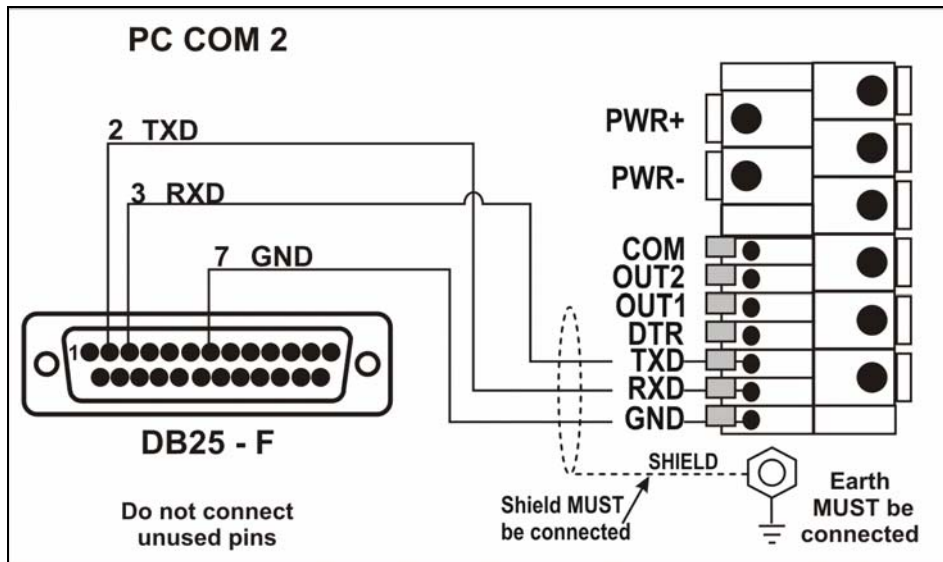 PC COM 2
2 TXD
3 RXD
7 GND
1
DB25 - F
Do not connect
unused pins
PWR+
PWR-
COM
OUT2
OUT1
DTR
TXD
RXD
GND
SHIELD
Shield MUST
be connected
Earth
MUST be
connected